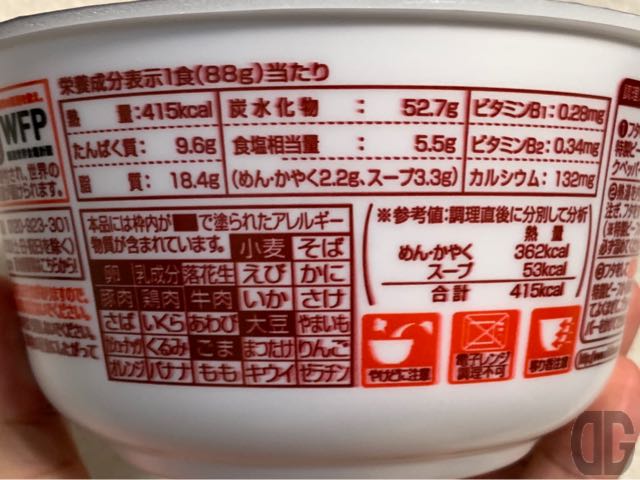 栄養成分表示1食(88g)当たり
熱 量:415kcal
たんぱく質: 9.6g
脂 質: 18.4g
炭水化物 : 52.7g
食塩相当量 : 5.5g
(めん・かやく2.2g、スープ3.3g)
ビタミンB1: 0.28mg
ビタミンB2: 0.34mg
カルシウム: 132mg
WFP
本品には枠内が■で塗られたアレルギー
物質が含まれています。
小麦 そば
卵 乳成分 落花生 えび かに
豚肉 鶏肉 牛肉 いか さけ
さば いくら あわび 大豆 やまいも
カシューナッツ くるみ ごま まつたけ りんご
オレンジ バナナ もも キウイ ゼラチン
※参考値:調理直後に分別して分析
熱 量
めん・かやく 362kcal
スープ 53kcal
合計 415kcal
やけどに注意
電子レンジ
調理不可
移り香注意
DG